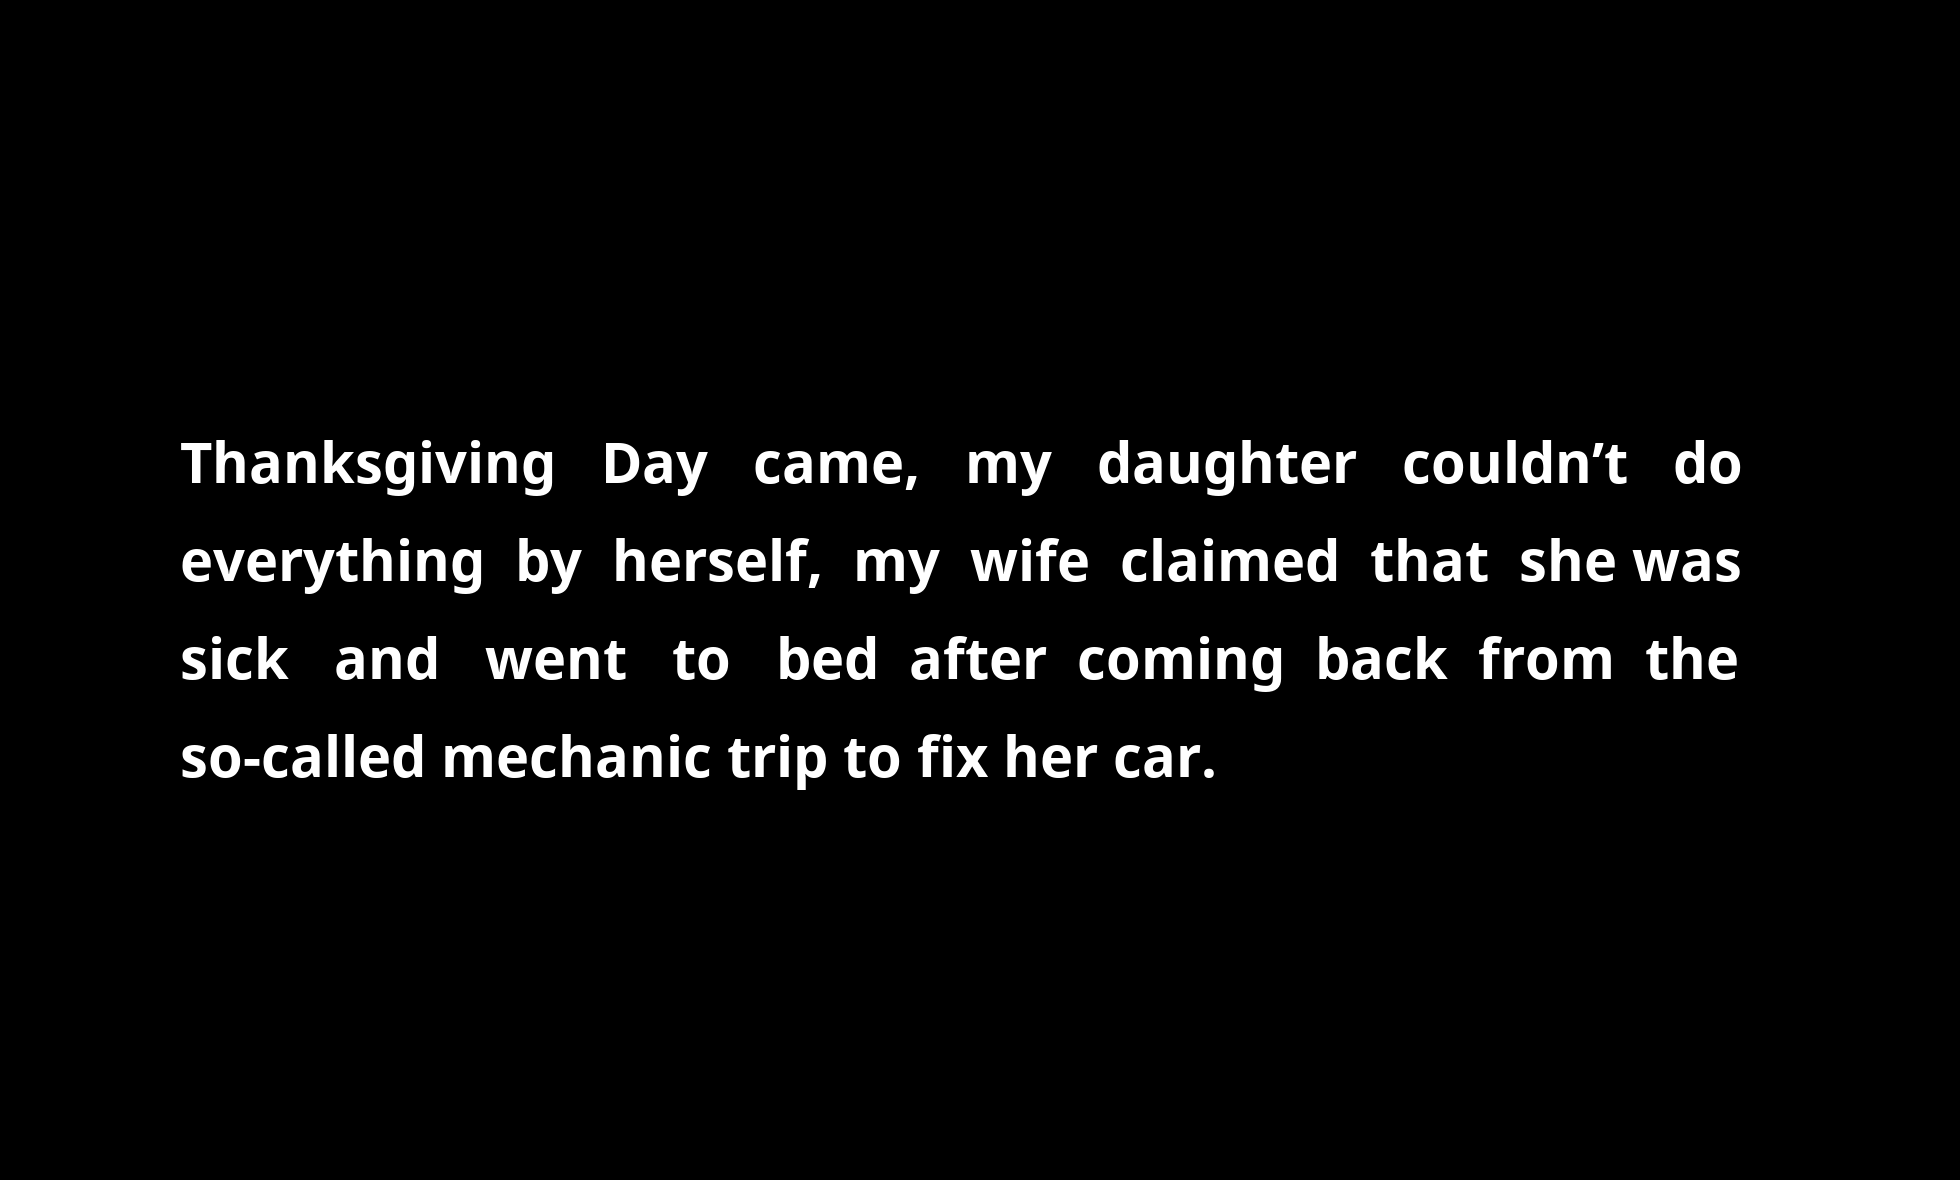 Thanksgiving Day came, my daughter couldn’t do
everything by herself, my wife claimed that she was
sick and went to bed after coming back from the
so-called mechanic trip to fix her car.